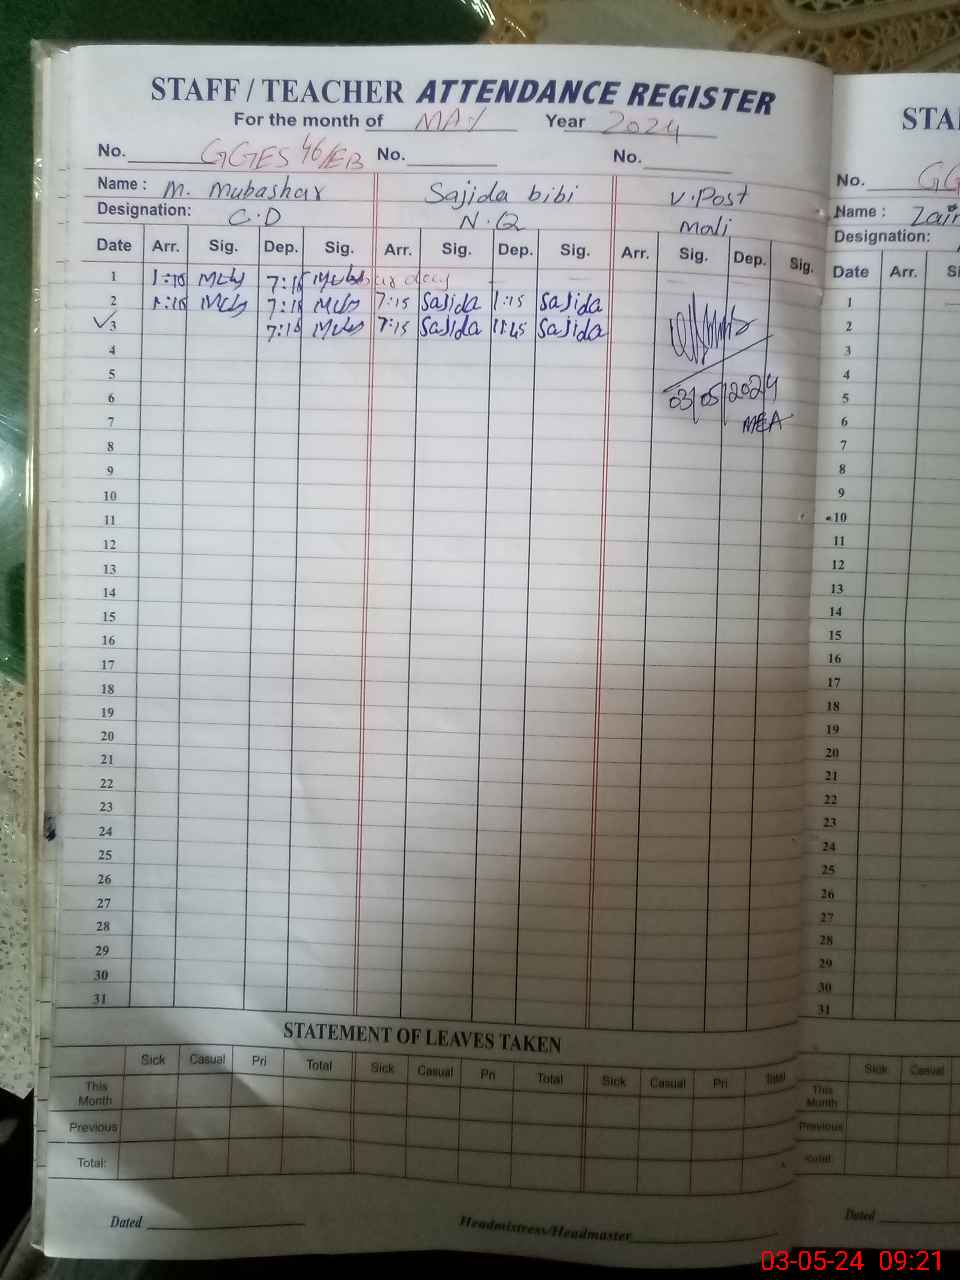 STAFF / TEACHER ATTENDANCE REGISTER
For the month of MAY Year 2024
No. GGES 46/EB No. No.
Name : M. Mubashar Sajida bibi V.Post
Designation: C.D N.Q Mali
Date Arr. Sig. Dep. Sig. Arr. Sig. Dep. Sig. Arr. Sig. Dep. Sig.
1 1:15 7:15 day
2 1:15 7:15 7:15 Sajida 1:15 Sajida
3 7:15 7:15 Sajida 11:45 Sajida
4
5
6 03/05/2024
7 MEA
8
9
10
11
12
13
14
15
16
17
18
19
20
21
22
23
24
25
26
27
28
29
30
31
STATEMENT OF LEAVES TAKEN
Sick Casual Pri Total Sick Casual Pri Total Sick Casual Pri Total
This
Month
Previous
Total:
Dated Headmistress/Headmaster
STA
No. GG
Name : Zain
Designation:
Date Arr. Si
1
2
3
4
5
6
7
8
9
10
11
12
13
14
15
16
17
18
19
20
21
22
23
24
25
26
27
28
29
30
31
Sick Casual
This
Month
Previous
Total:
Dated
03-05-24 09:21